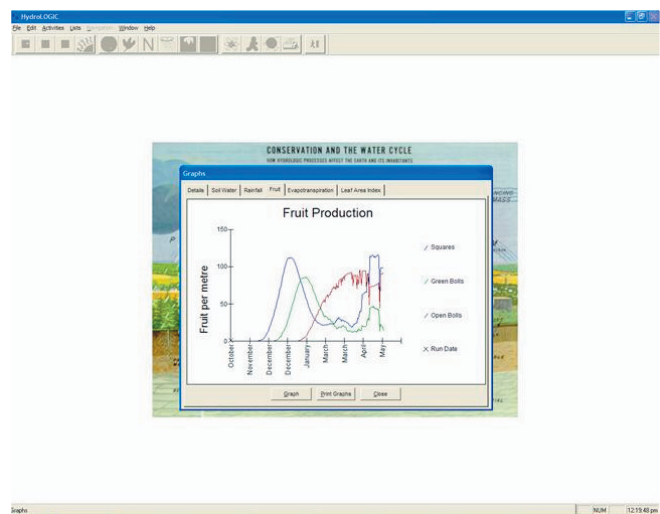 HydroLOGIC
File Edit Activities Lists Navigation Window Help
CONSERVATION AND THE WATER CYCLE
HOW HYDROLOGIC PROCESSES AFFECT THE EARTH AND ITS INHABITANTS
Graphs
Details Soil Water Rainfall Fruit Evapotranspiration Leaf Area Index
Fruit Production
Fruit per metre
150
100
50
0
October
November
December
December
January
March
March
April
May
Squares
Green Bolls
Open Bolls
Run Date
Graph Print Graphs Close
Graphs NUM 12:19:48 pm